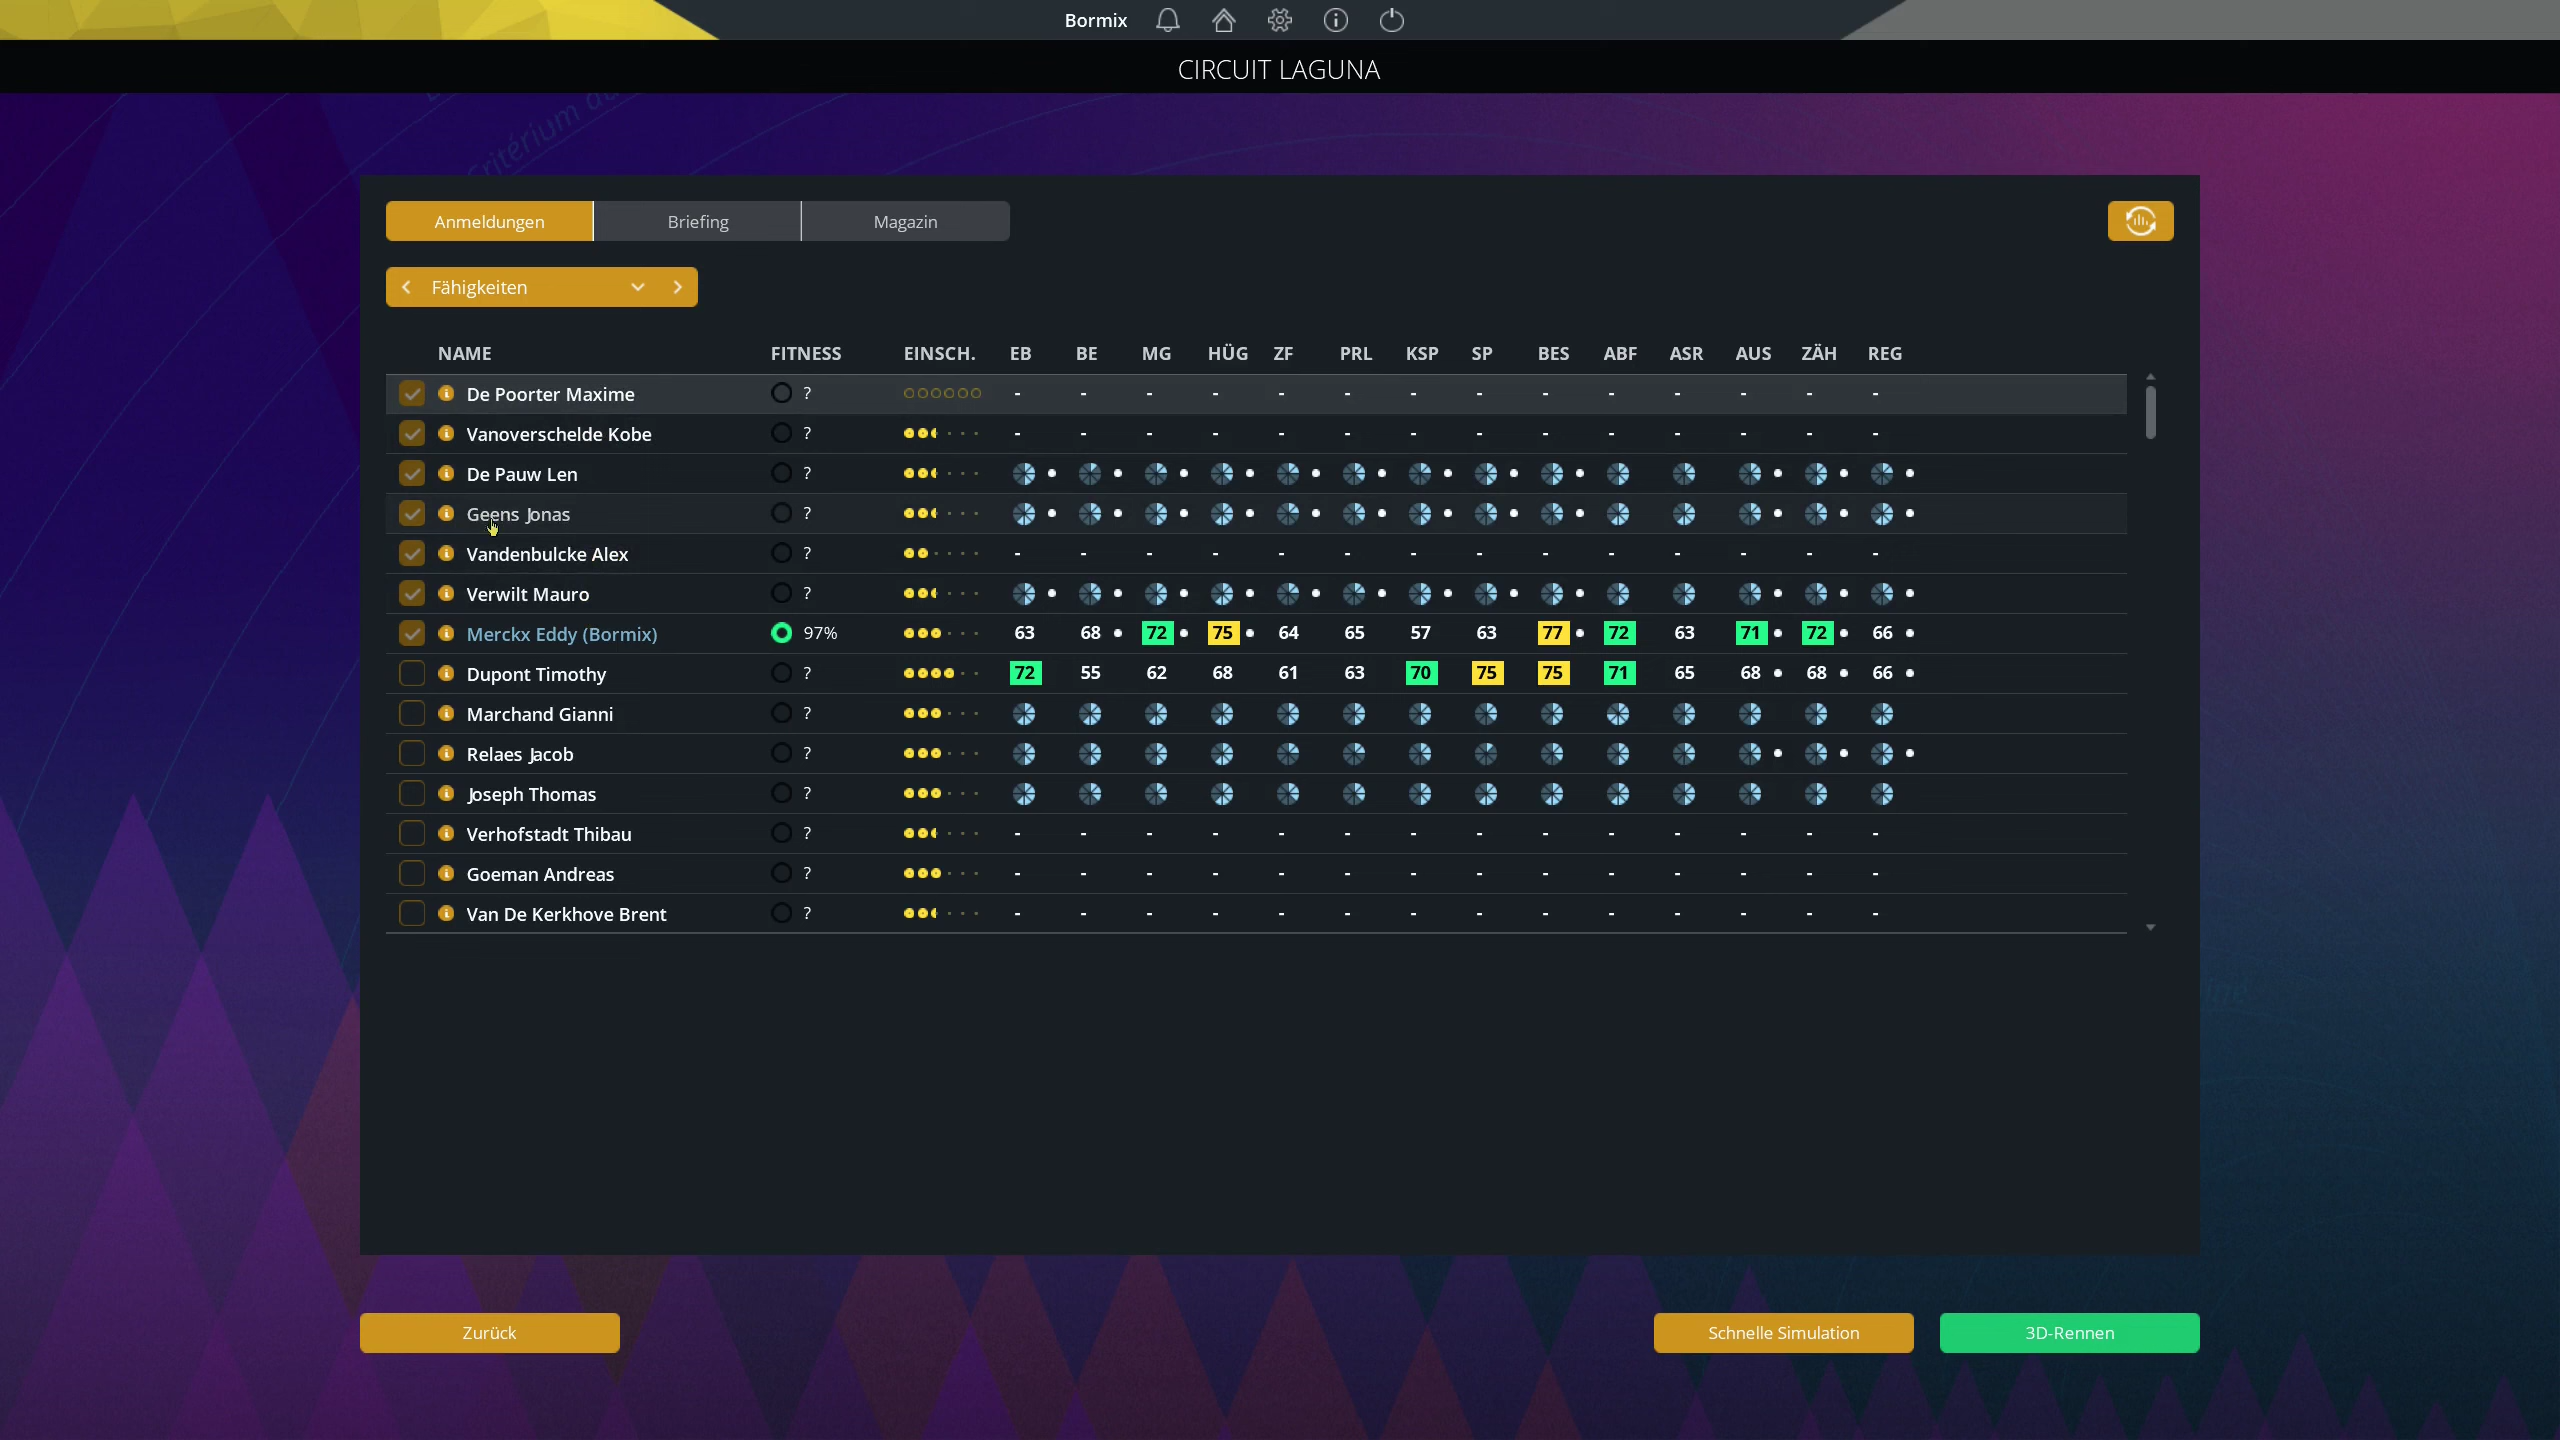 Bormix
CIRCUIT LAGUNA
Critérium du
Anmeldungen Briefing Magazin
Fähigkeiten
NAME FITNESS EINSCH. EB BE MG HÜG ZF PRL KSP SP BES ABF ASR AUS ZÄH REG
De Poorter Maxime ? - - - - - - - - - - - - - -
Vanoverschelde Kobe ? - - - - - - - - - - - - - -
De Pauw Len ?
Geens Jonas ?
Vandenbulcke Alex ? - - - - - - - - - - - - - -
Verwilt Mauro ?
Merckx Eddy (Bormix) 97% 63 68 72 75 64 65 57 63 77 72 63 71 72 66
Dupont Timothy ? 72 55 62 68 61 63 70 75 75 71 65 68 68 66
Marchand Gianni ?
Relaes Jacob ?
Joseph Thomas ?
Verhofstadt Thibau ? - - - - - - - - - - - - - -
Goeman Andreas ? - - - - - - - - - - - - - -
Van De Kerkhove Brent ? - - - - - - - - - - - - - -
Zurück Schnelle Simulation 3D-Rennen